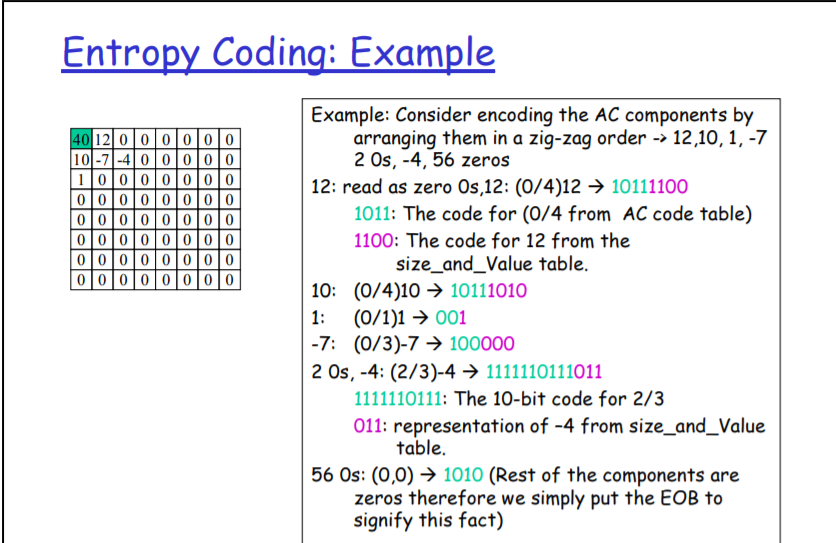 Entropy Coding: Example
40 12 0 0 0 0 0 0
10 -7 -4 0 0 0 0 0
1 0 0 0 0 0 0 0
0 0 0 0 0 0 0 0
0 0 0 0 0 0 0 0
0 0 0 0 0 0 0 0
0 0 0 0 0 0 0 0
0 0 0 0 0 0 0 0
Example: Consider encoding the AC components by
arranging them in a zig-zag order -> 12,10, 1, -7
2 0s, -4, 56 zeros
12: read as zero 0s,12: (0/4)12 → 10111100
1011: The code for (0/4 from AC code table)
1100: The code for 12 from the
size_and_Value table.
10: (0/4)10 → 10111010
1: (0/1)1 → 001
-7: (0/3)-7 → 100000
2 0s, -4: (2/3)-4 → 1111110111011
1111110111: The 10-bit code for 2/3
011: representation of -4 from size_and_Value
table.
56 0s: (0,0) → 1010 (Rest of the components are
zeros therefore we simply put the EOB to
signify this fact)